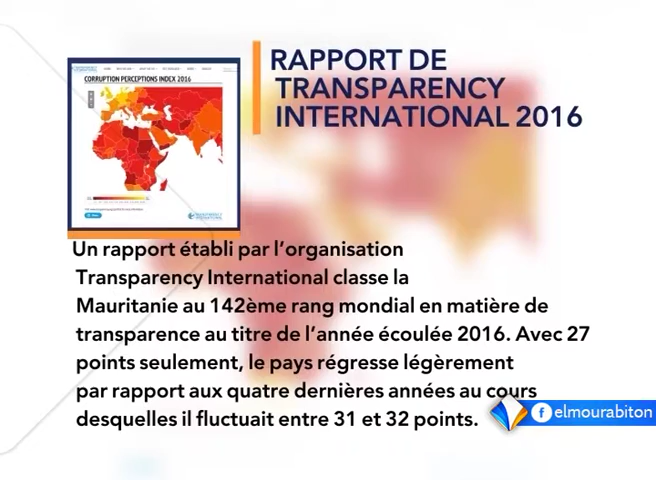 RAPPORT DE
TRANSPARENCY
INTERNATIONAL 2016
CORRUPTION PERCEPTIONS INDEX 2016
Un rapport établi par l'organisation
Transparency International classe la
Mauritanie au 142ème rang mondial en matière de
transparence au titre de l'année écoulée 2016. Avec 27
points seulement, le pays régresse légèrement
par rapport aux quatre dernières années au cours
desquelles il fluctuait entre 31 et 32 points.
f elmourabiton